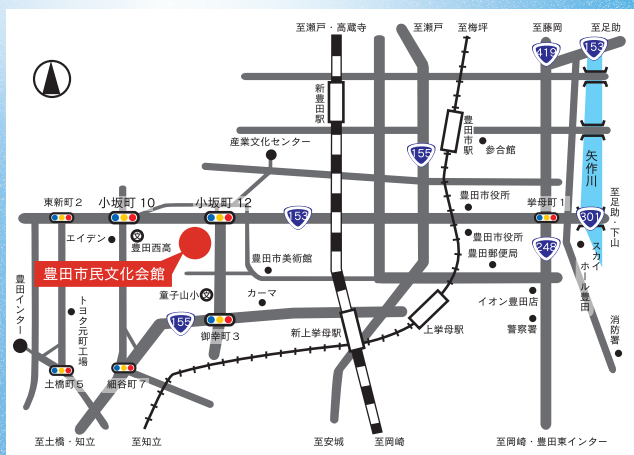 至瀬戸・高蔵寺
至瀬戸
至梅坪
至藤岡
至足助
419
153
新豊田駅
豊田市駅
参合館
産業文化センター
155
矢作川
東新町2
小坂町10
小坂町12
挙母町1
至足助・下山
153
301
エイデン
豊田西高
豊田市役所
豊田市役所
248
スカイホール豊田
豊田市民文化会館
豊田市美術館
豊田郵便局
豊田インター
トヨタ元町工場
童子山小
カーマ
イオン豊田店
155
御幸町3
新上挙母駅
上挙母駅
警察署
消防署
土橋町5
細谷町7
至土橋・知立
至知立
至安城
至岡崎
至岡崎・豊田東インター